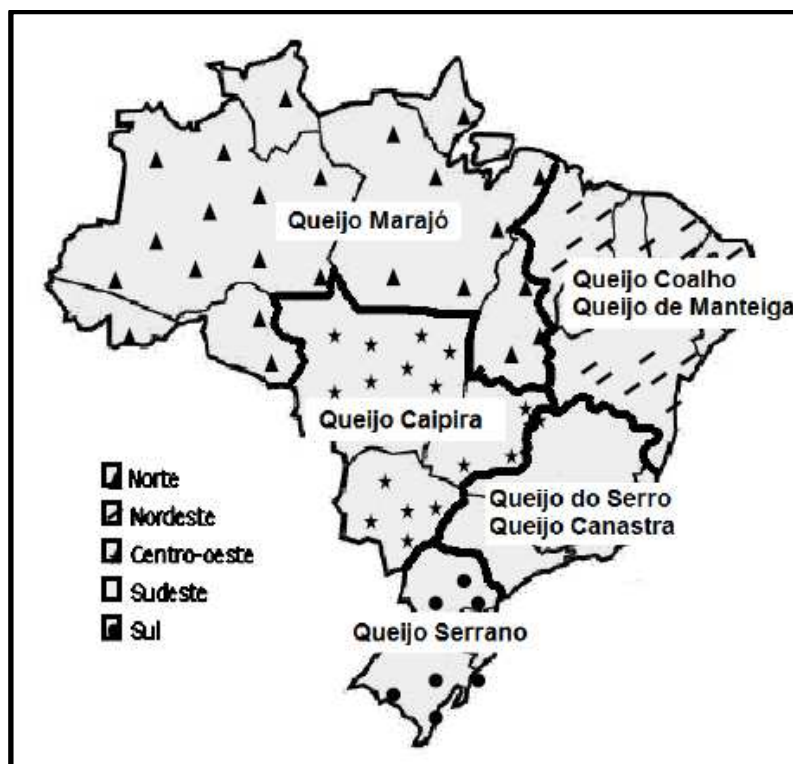 Queijo Marajó
Queijo Coalho
Queijo de Manteiga
Queijo Caipira
Queijo do Serro
Queijo Canastra
Queijo Serrano
Norte
Nordeste
Centro-oeste
Sudeste
Sul